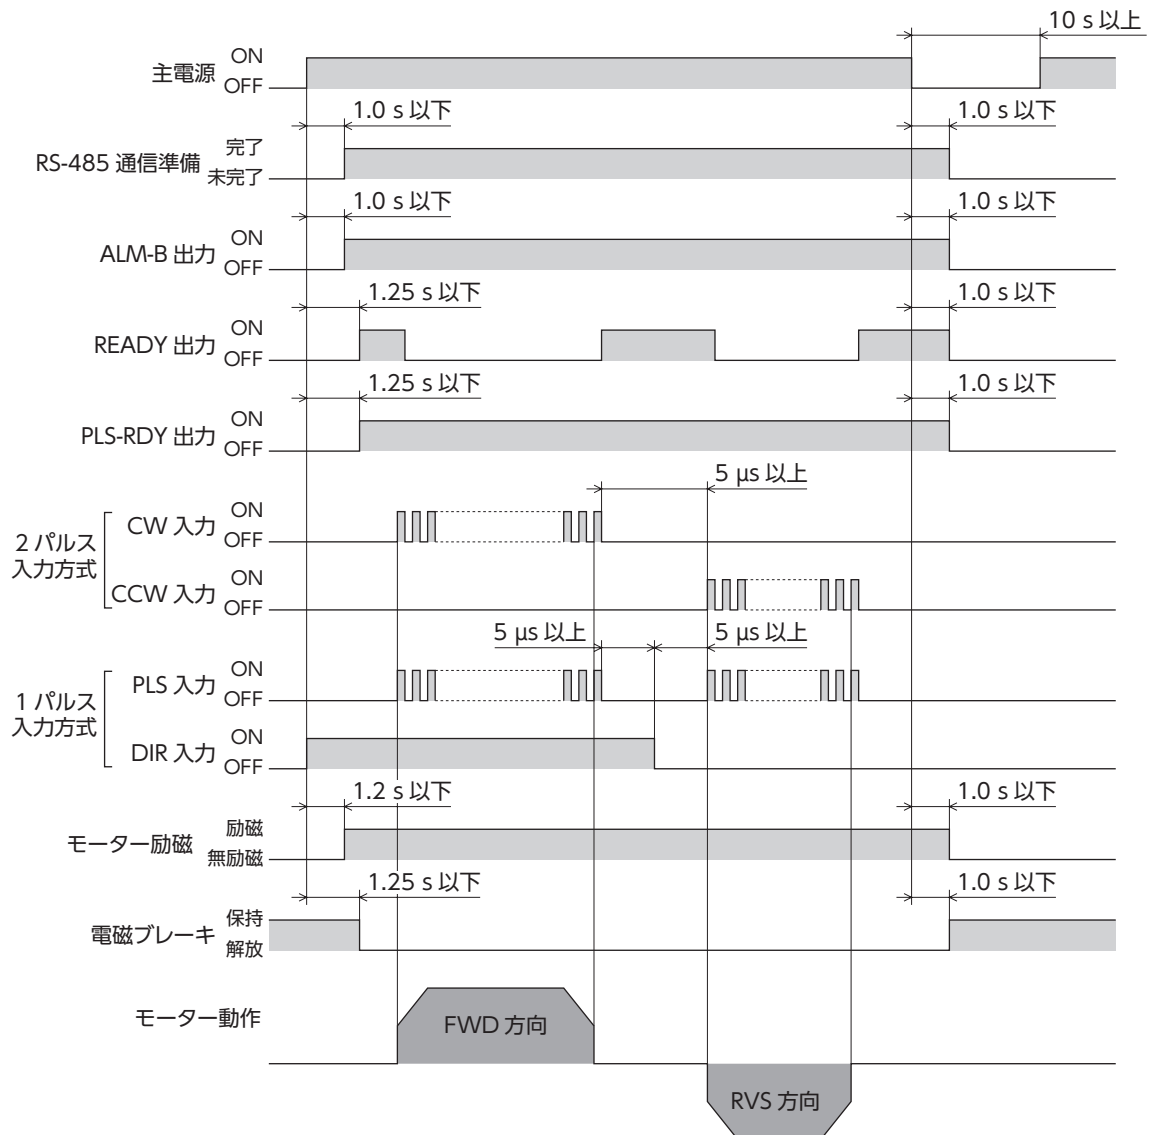 10 s 以上
主電源
ON
OFF
1.0 s 以下
1.0 s 以下
RS-485 通信準備
完了
未完了
1.0 s 以下
1.0 s 以下
ALM-B 出力
ON
OFF
1.25 s 以下
1.0 s 以下
READY 出力
ON
OFF
1.25 s 以下
1.0 s 以下
PLS-RDY 出力
ON
OFF
5 μs 以上
2 パルス
入力方式
CW 入力
ON
OFF
CCW 入力
ON
OFF
5 μs 以上
5 μs 以上
1 パルス
入力方式
PLS 入力
ON
OFF
DIR 入力
ON
OFF
1.2 s 以下
1.0 s 以下
モーター励磁
励磁
無励磁
1.25 s 以下
1.0 s 以下
電磁ブレーキ
保持
解放
モーター動作
FWD 方向
RVS 方向